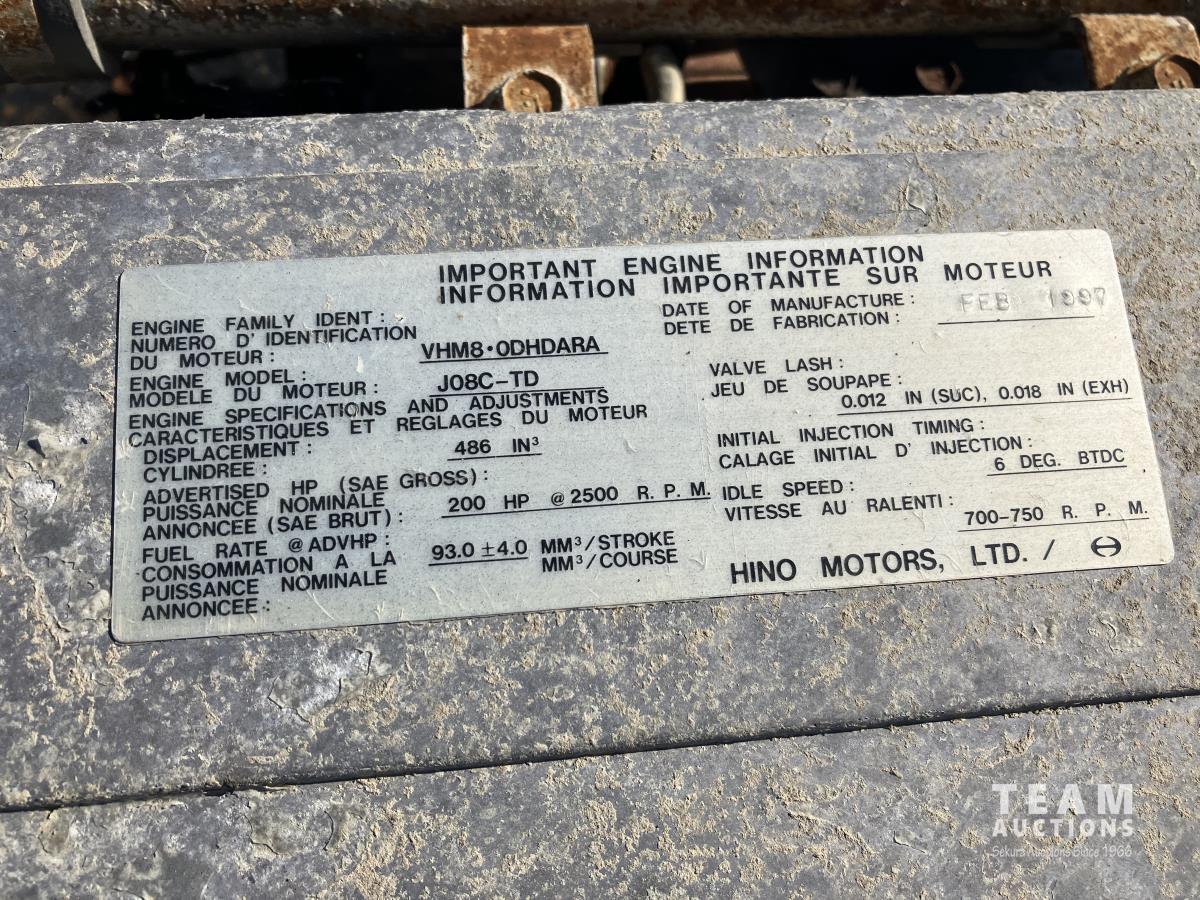 IMPORTANT ENGINE INFORMATION
INFORMATION IMPORTANTE SUR MOTEUR
ENGINE FAMILY IDENT :
NUMERO D' IDENTIFICATION
DU MOTEUR : VHM8·0DHDARA
ENGINE MODEL :
MODELE DU MOTEUR : J08C-TD
ENGINE SPECIFICATIONS AND ADJUSTMENTS
CARACTERISTIQUES ET REGLAGES DU MOTEUR
DISPLACEMENT : 486 IN³
CYLINDREE :
ADVERTISED HP (SAE GROSS) :
PUISSANCE NOMINALE 200 HP @ 2500 R. P. M.
ANNONCEE (SAE BRUT) :
FUEL RATE @ ADVHP : 93.0 ±4.0 MM³/STROKE
CONSOMMATION A LA MM³/COURSE
PUISSANCE NOMINALE
ANNONCEE :
DATE OF MANUFACTURE : FEB 1997
DETE DE FABRICATION :
VALVE LASH :
JEU DE SOUPAPE :
0.012 IN (SUC), 0.018 IN (EXH)
INITIAL INJECTION TIMING :
CALAGE INITIAL D' INJECTION :
6 DEG. BTDC
IDLE SPEED :
VITESSE AU RALENTI : 700-750 R. P. M.
HINO MOTORS, LTD. /
TEAM
AUCTIONS
Sekura Auctions Since 1966